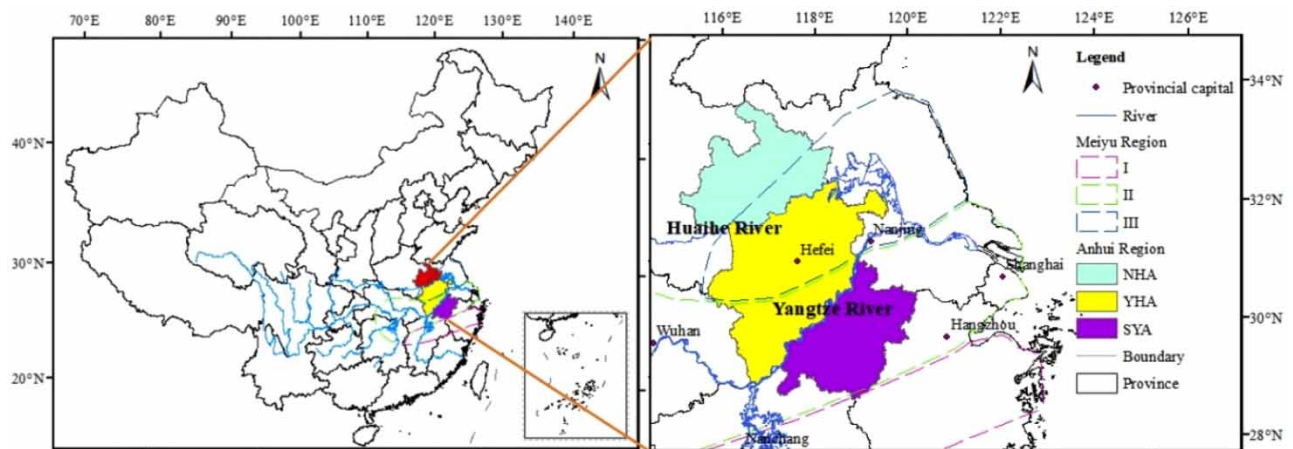 70°E 80°E 90°E 100°E 110°E 120°E 130°E 140°E
N
40°N
30°N
20°N
116°E 118°E 120°E 122°E 124°E 126°E
N
34°N
32°N
30°N
28°N
Huaihe River
Hefei
Nanjing
Shanghai
Yangtze River
Wuhan
Hangzhou
Nanchang
Legend
Provincial capital
River
Meiyu Region
I
II
III
Anhui Region
NHA
YHA
SYA
Boundary
Province